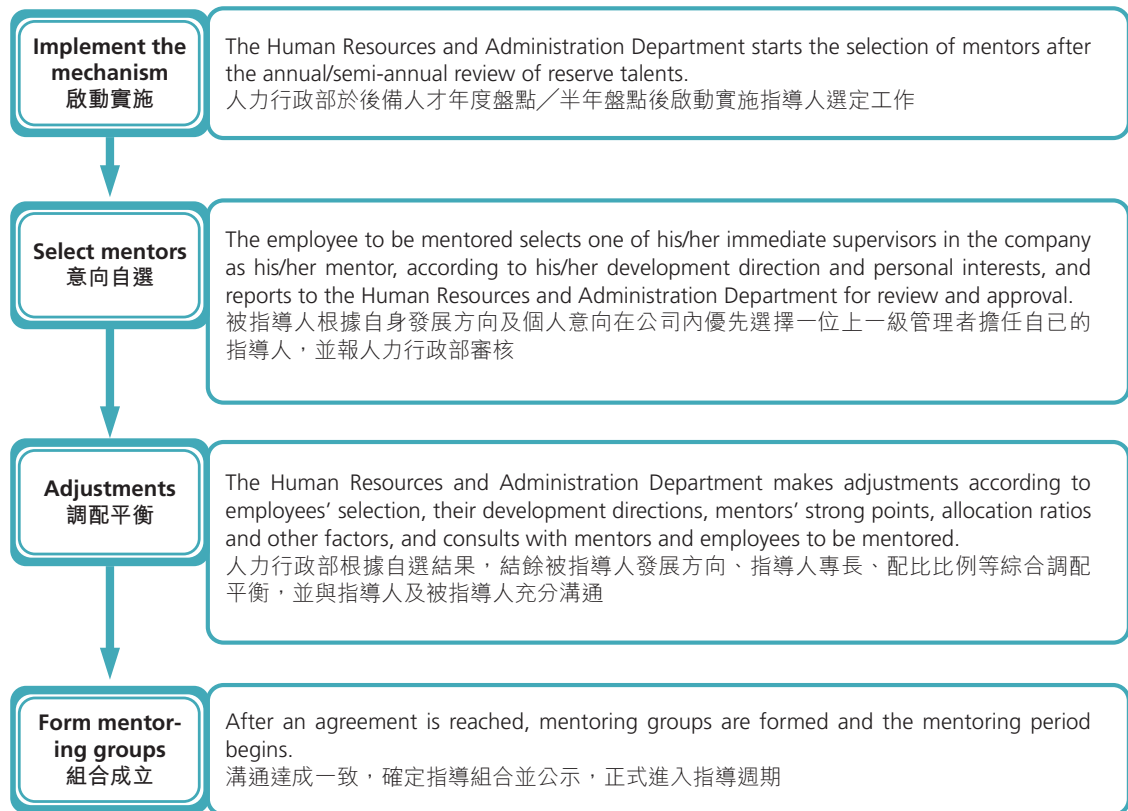 Implement the
mechanism
啟動實施
The Human Resources and Administration Department starts the selection of mentors after
the annual/semi-annual review of reserve talents.
人力行政部於後備人才年度盤點／半年盤點後啟動實施指導人選定工作
Select mentors
意向自選
The employee to be mentored selects one of his/her immediate supervisors in the company
as his/her mentor, according to his/her development direction and personal interests, and
reports to the Human Resources and Administration Department for review and approval.
被指導人根據自身發展方向及個人意向在公司內優先選擇一位上一級管理者擔任自已的
指導人，並報人力行政部審核
Adjustments
調配平衡
The Human Resources and Administration Department makes adjustments according to
employees’ selection, their development directions, mentors’ strong points, allocation ratios
and other factors, and consults with mentors and employees to be mentored.
人力行政部根據自選結果，結餘被指導人發展方向、指導人專長、配比比例等綜合調配
平衡，並與指導人及被指導人充分溝通
Form mentor-
ing groups
組合成立
After an agreement is reached, mentoring groups are formed and the mentoring period
begins.
溝通達成一致，確定指導組合並公示，正式進入指導週期